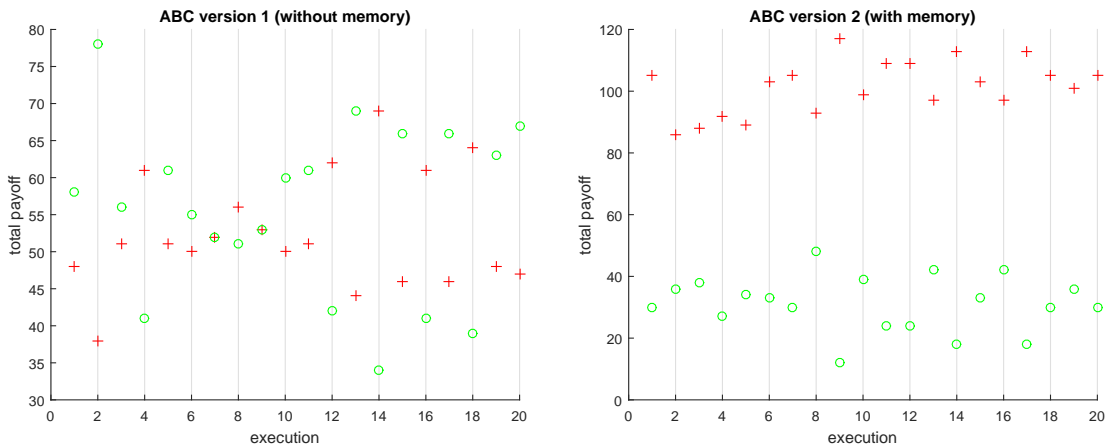 ABC version 1 (without memory)
80
75
70
65
60
55
50
45
40
35
30
total payoff
0 2 4 6 8 10 12 14 16 18 20
execution
ABC version 2 (with memory)
120
100
80
60
40
20
0
total payoff
0 2 4 6 8 10 12 14 16 18 20
execution